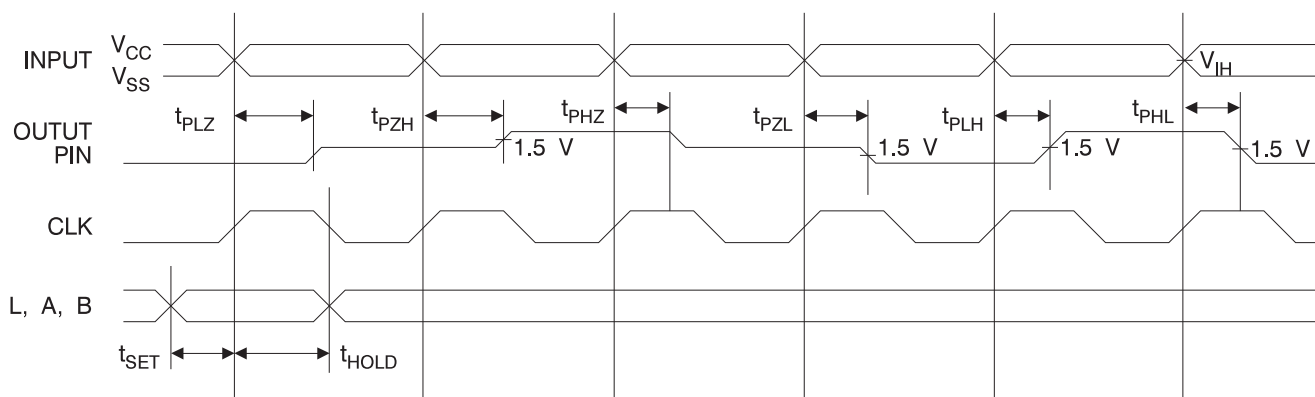 INPUT
VCC
VSS
VIH
tPLZ
tPZH
tPHZ
tPZL
tPLH
tPHL
OUTUT
PIN
1.5 V
1.5 V
1.5 V
1.5 V
CLK
L, A, B
tSET
tHOLD